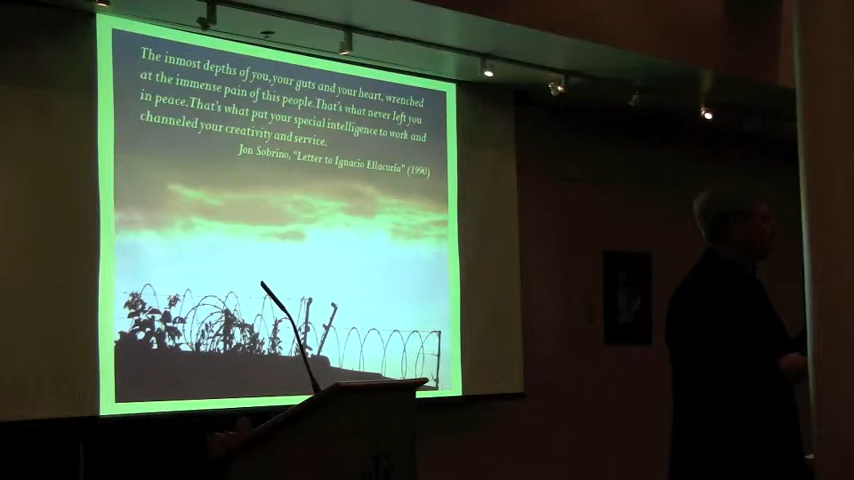 The inmost depths of you, your guts and your heart, wrenched
at the immense pain of this people. That's what never left you
in peace. That's what put your special intelligence to work and
channeled your creativity and service.
Jon Sobrino, "Letter to Ignacio Ellacuría" (1990)